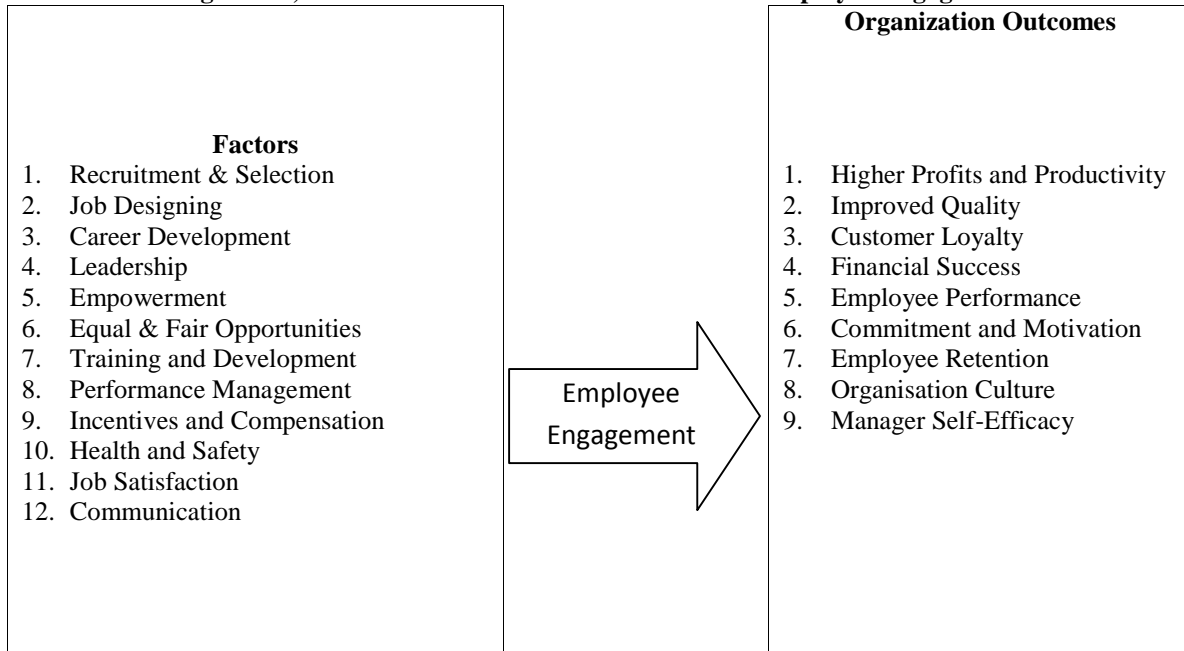 Factors
1. Recruitment & Selection
2. Job Designing
3. Career Development
4. Leadership
5. Empowerment
6. Equal & Fair Opportunities
7. Training and Development
8. Performance Management
9. Incentives and Compensation
10. Health and Safety
11. Job Satisfaction
12. Communication
Employee
Engagement
Organization Outcomes
1. Higher Profits and Productivity
2. Improved Quality
3. Customer Loyalty
4. Financial Success
5. Employee Performance
6. Commitment and Motivation
7. Employee Retention
8. Organisation Culture
9. Manager Self-Efficacy